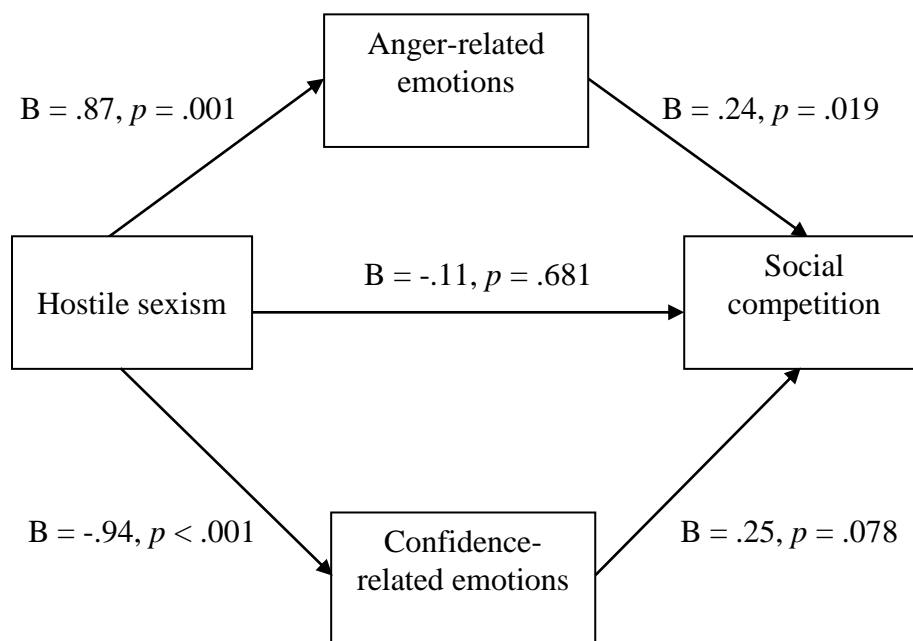 Anger-related
emotions
B = .87, p = .001
B = .24, p = .019
Hostile sexism
B = -.11, p = .681
Social
competition
B = -.94, p < .001
Confidence-
related emotions
B = .25, p = .078